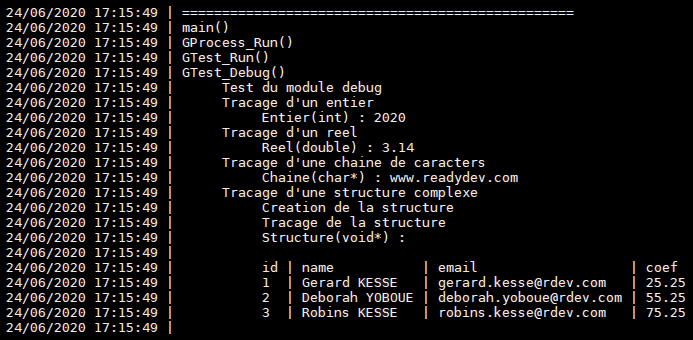 24/06/2020 17:15:49 | =================================================
24/06/2020 17:15:49 | main()
24/06/2020 17:15:49 | GProcess_Run()
24/06/2020 17:15:49 | GTest_Run()
24/06/2020 17:15:49 | GTest_Debug()
24/06/2020 17:15:49 |      Test du module debug
24/06/2020 17:15:49 |      Tracage d'un entier
24/06/2020 17:15:49 |           Entier(int) : 2020
24/06/2020 17:15:49 |      Tracage d'un reel
24/06/2020 17:15:49 |           Reel(double) : 3.14
24/06/2020 17:15:49 |      Tracage d'une chaine de caracters
24/06/2020 17:15:49 |           Chaine(char*) : www.readydev.com
24/06/2020 17:15:49 |      Tracage d'une structure complexe
24/06/2020 17:15:49 |           Creation de la structure
24/06/2020 17:15:49 |           Tracage de la structure
24/06/2020 17:15:49 |           Structure(void*) :
24/06/2020 17:15:49 |
24/06/2020 17:15:49 |           id | name           | email                   | coef
24/06/2020 17:15:49 |           1  | Gerard KESSE   | gerard.kesse@rdev.com   | 25.25
24/06/2020 17:15:49 |           2  | Deborah YOBOUE | deborah.yoboue@rdev.com | 55.25
24/06/2020 17:15:49 |           3  | Robins KESSE   | robins.kesse@rdev.com   | 75.25
24/06/2020 17:15:49 |